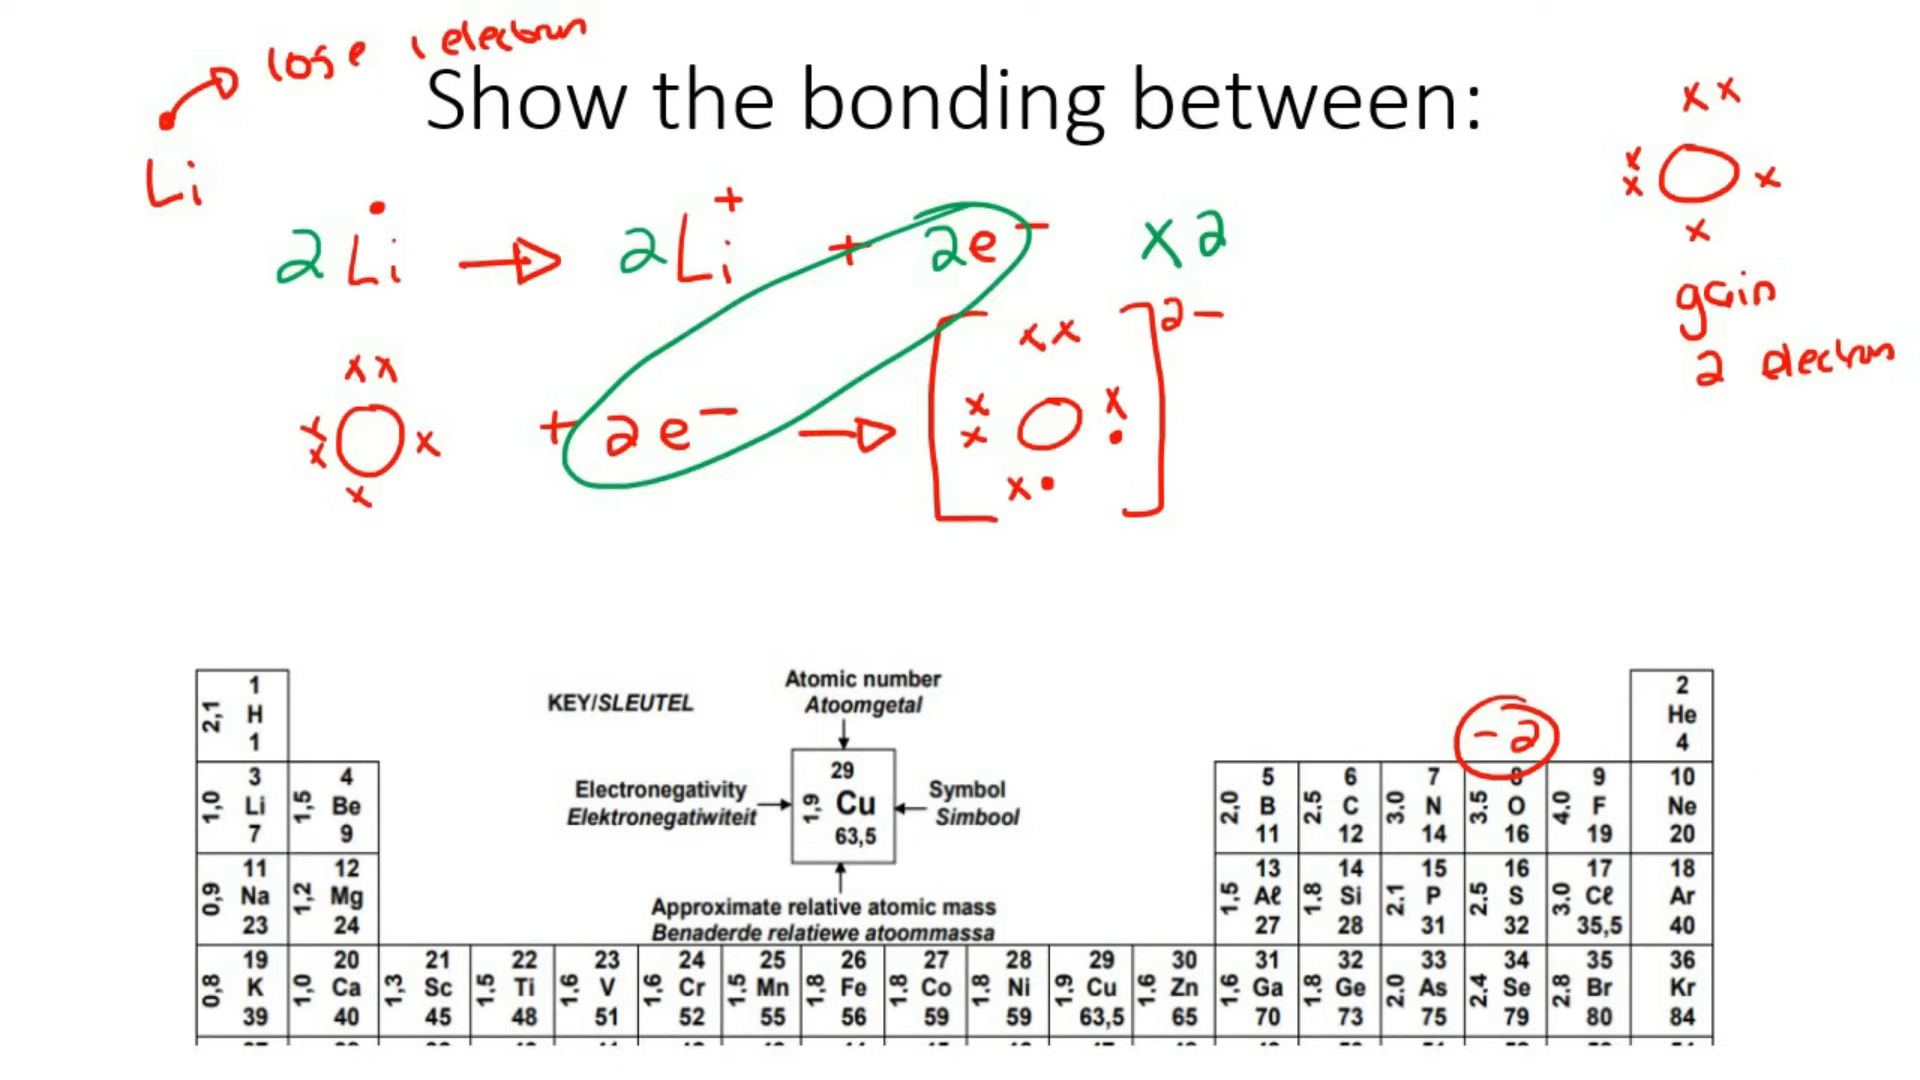 lose 1 electron
Show the bonding between:
Li
2Li• → 2Li+ + 2e− x2
xx
xx O x
x
gain
2 electron
xx
xx O x
x
+ 2e− → [ xx
xx O x•
x• ]2−
KEY/SLEUTEL
Atomic number
Atoomgetal
Electronegativity
Elektronegatiwiteit
29
1,9 Cu
63,5
Symbol
Simbool
Approximate relative atomic mass
Benaderde relatiewe atoommassa
-2
1 2
2,1 H He
1 4
3 4 5 6 7 8 9 10
1,0 Li 1,5 Be 2,0 B 2,5 C 3,0 N 3,5 O 4,0 F Ne
7 9 11 12 14 16 19 20
11 12 13 14 15 16 17 18
0,9 Na 1,2 Mg 1,5 Aℓ 1,8 Si 2,1 P 2,5 S 3,0 Cℓ Ar
23 24 27 28 31 32 35,5 40
19 20 21 22 23 24 25 26 27 28 29 30 31 32 33 34 35 36
0,8 K 1,0 Ca 1,3 Sc 1,5 Ti 1,6 V 1,6 Cr 1,5 Mn 1,8 Fe 1,8 Co 1,8 Ni 1,9 Cu 1,6 Zn 1,6 Ga 1,8 Ge 2,0 As 2,4 Se 2,8 Br Kr
39 40 45 48 51 52 55 56 59 59 63,5 65 70 73 75 79 80 84